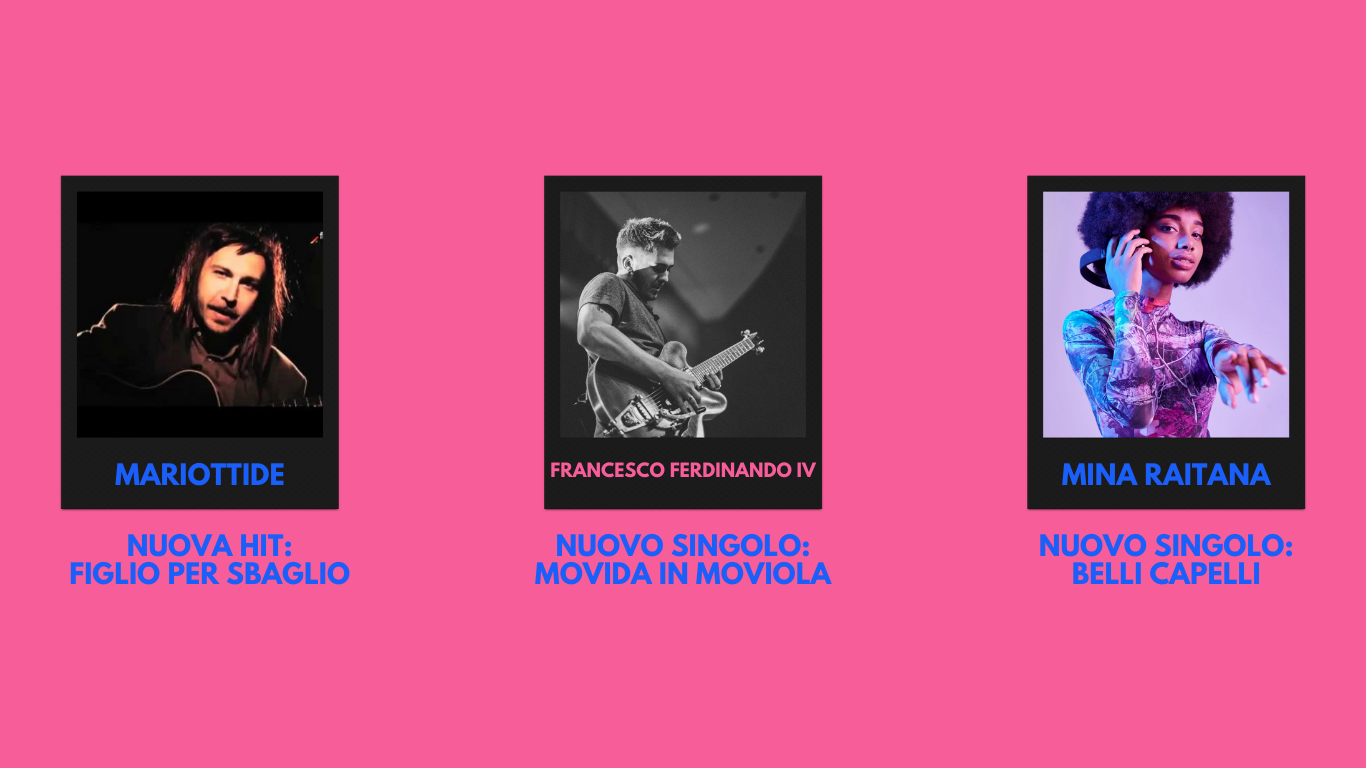 MARIOTTIDE
NUOVA HIT:
FIGLIO PER SBAGLIO
FRANCESCO FERDINANDO IV
NUOVO SINGOLO:
MOVIDA IN MOVIOLA
MINA RAITANA
NUOVO SINGOLO:
BELLI CAPELLI